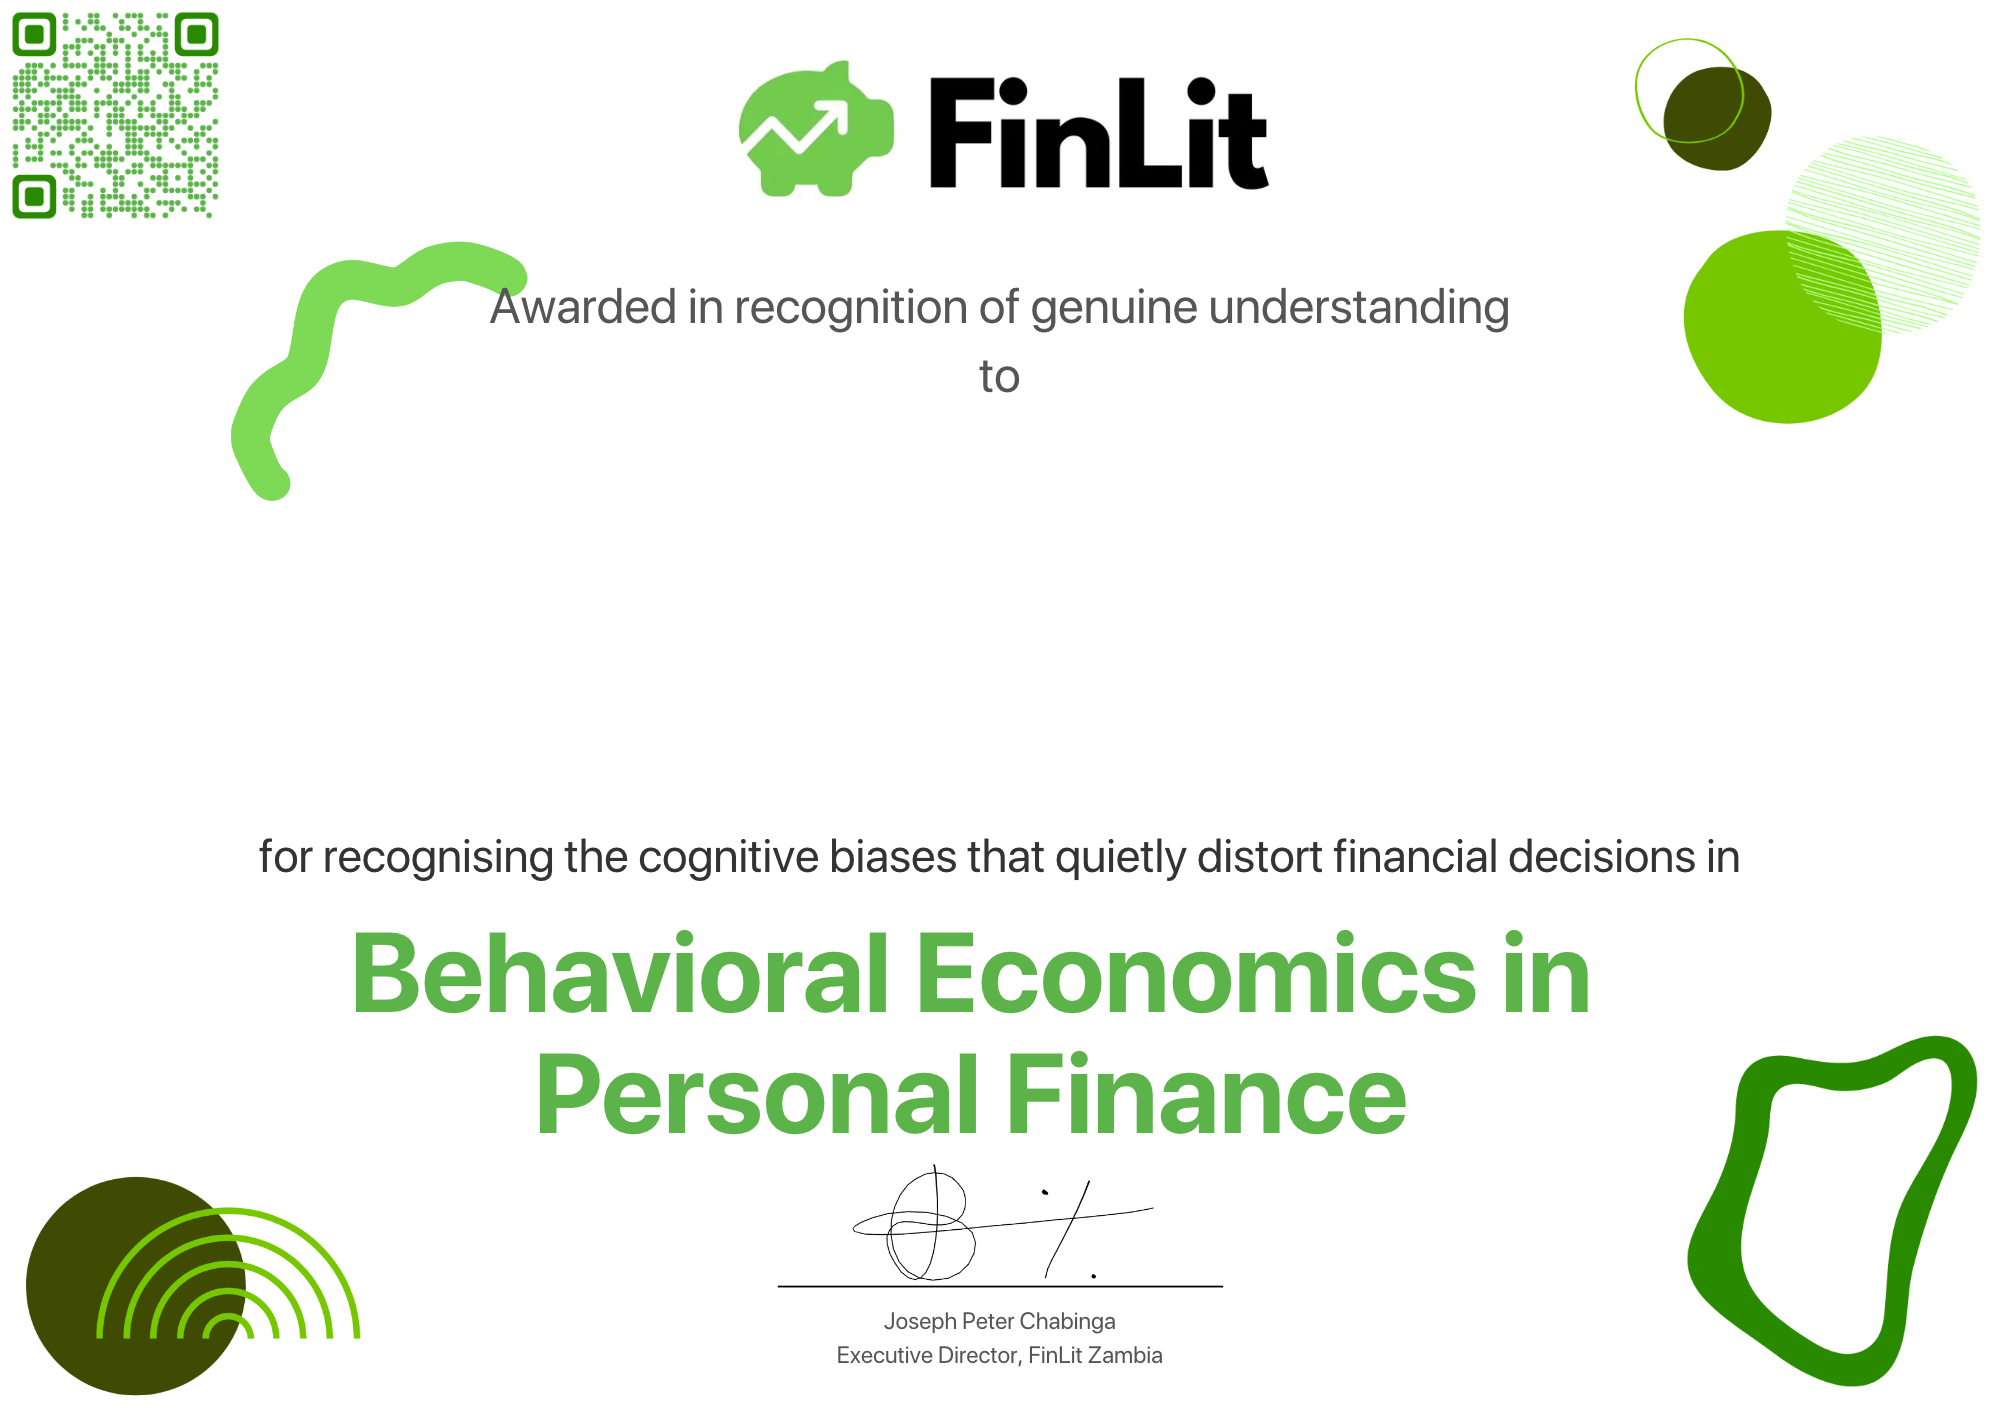 FinLit
Awarded in recognition of genuine understanding
to
for recognising the cognitive biases that quietly distort financial decisions in
Behavioral Economics in
Personal Finance
Joseph Peter Chabinga
Executive Director, FinLit Zambia